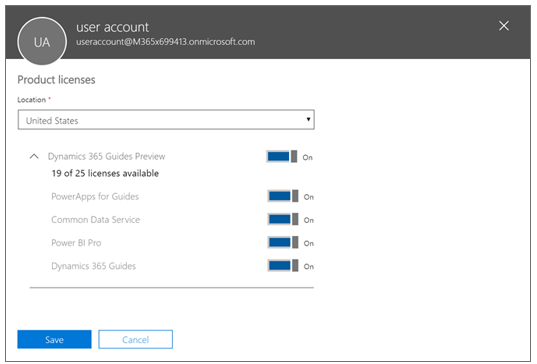 UA
user account
useraccount@M365x699413.onmicrosoft.com
Product licenses
Location *
United States
Dynamics 365 Guides Preview On
19 of 25 licenses available
PowerApps for Guides On
Common Data Service On
Power BI Pro On
Dynamics 365 Guides On
Save Cancel